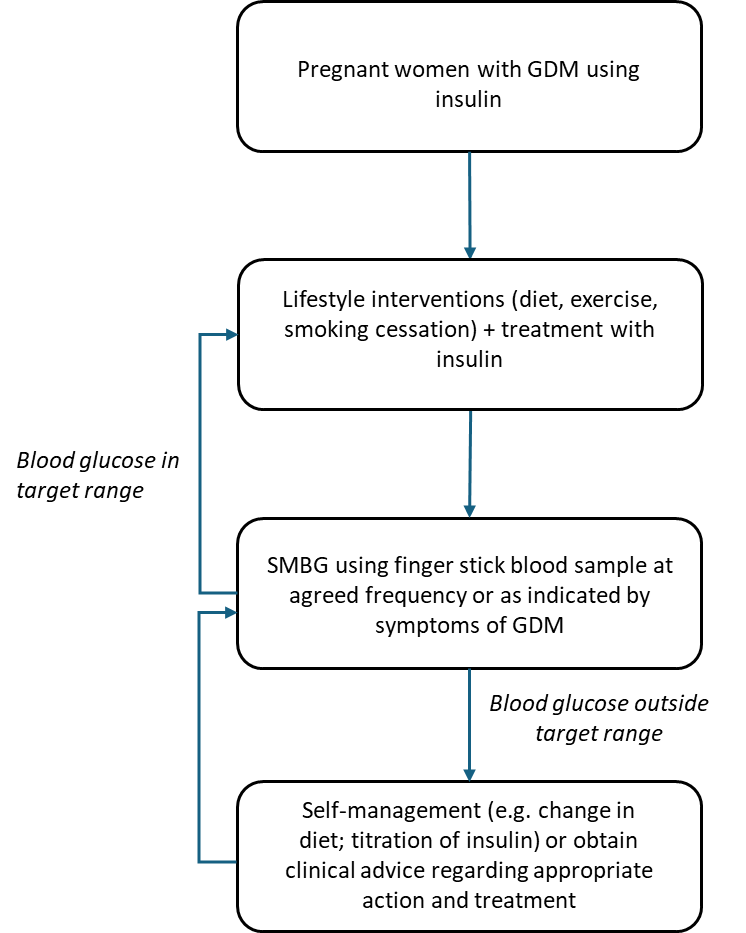 Pregnant women with GDM using
insulin
Lifestyle interventions (diet, exercise,
smoking cessation) + treatment with
insulin
Blood glucose in
target range
SMBG using finger stick blood sample at
agreed frequency or as indicated by
symptoms of GDM
Blood glucose outside
target range
Self-management (e.g. change in
diet; titration of insulin) or obtain
clinical advice regarding appropriate
action and treatment